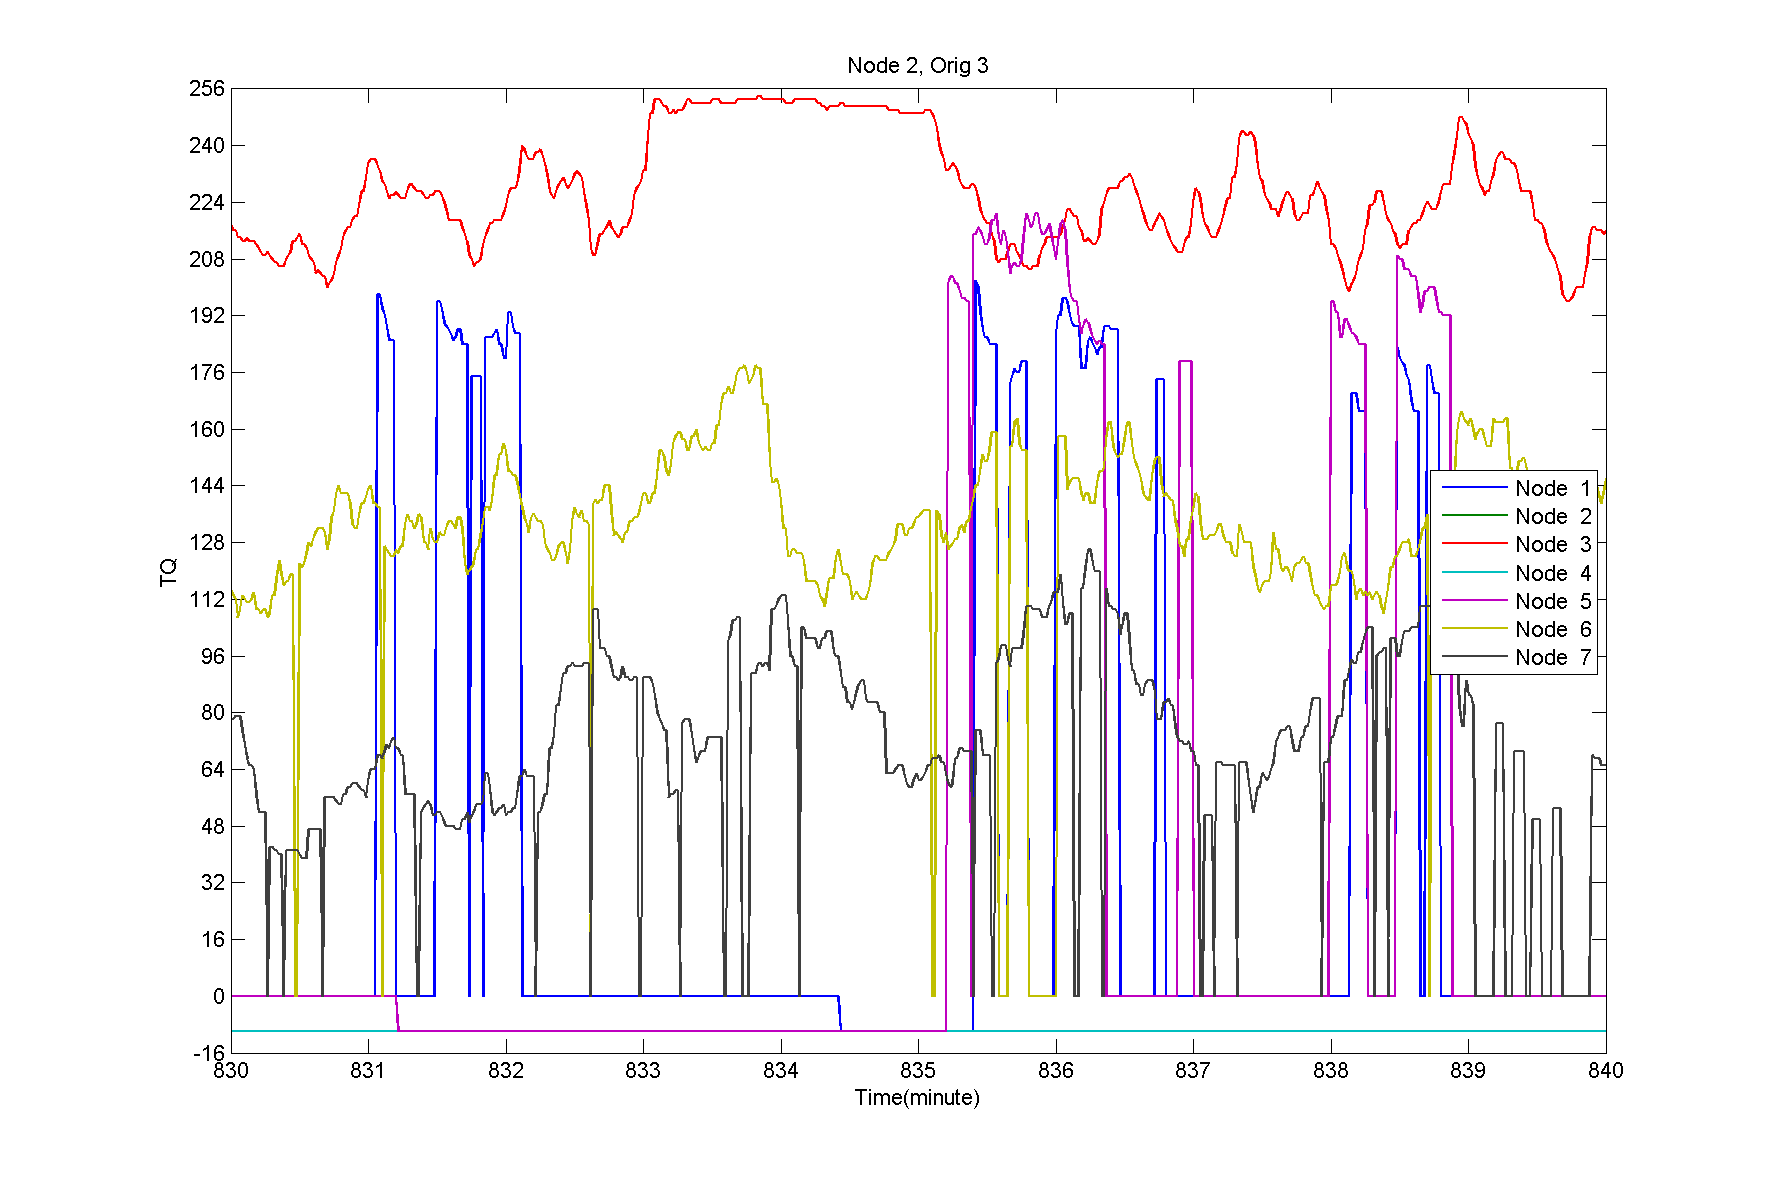 Node 2, Orig 3
256
240
224
208
192
176
160
144
128
112
96
80
64
48
32
16
0
-16
TQ
Node 1
Node 2
Node 3
Node 4
Node 5
Node 6
Node 7
830 831 832 833 834 835 836 837 838 839 840
Time(minute)